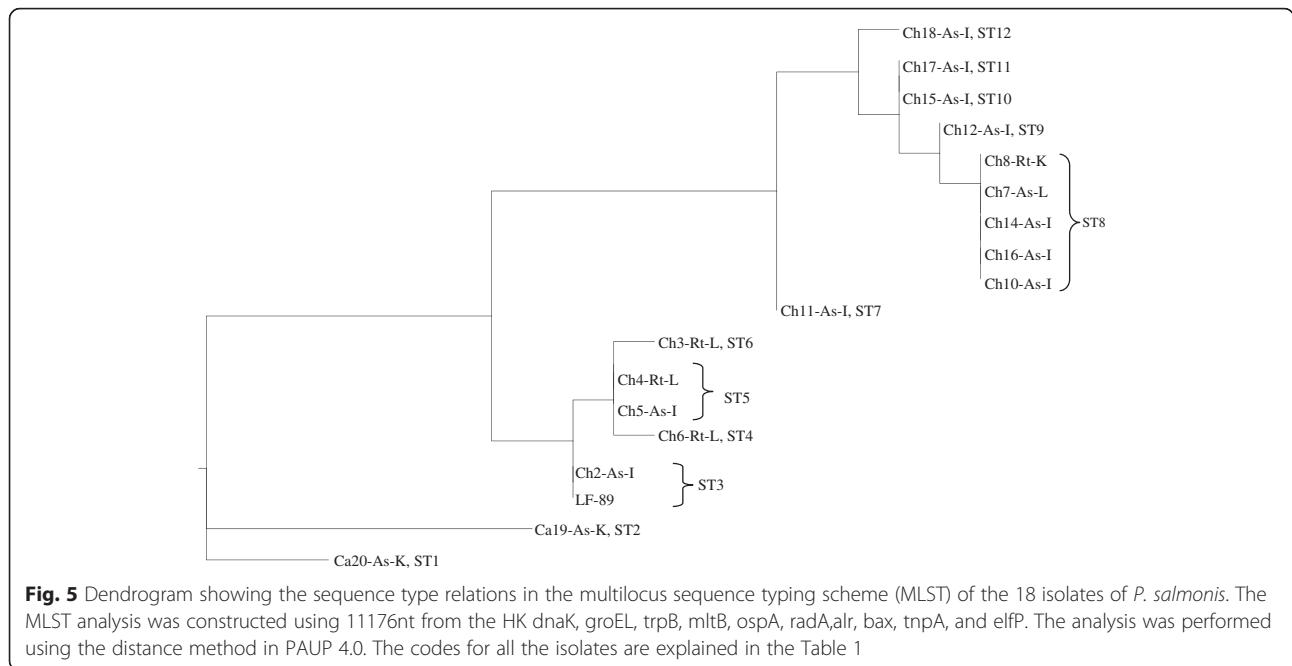 Ch18-As-I, ST12
Ch17-As-I, ST11
Ch15-As-I, ST10
Ch12-As-I, ST9
Ch8-Rt-K
Ch7-As-L
Ch14-As-I
ST8
Ch16-As-I
Ch10-As-I
Ch11-As-I, ST7
Ch3-Rt-L, ST6
Ch4-Rt-L
ST5
Ch5-As-I
Ch6-Rt-L, ST4
Ch2-As-I
ST3
LF-89
Ca19-As-K, ST2
Ca20-As-K, ST1
Fig. 5 Dendrogram showing the sequence type relations in the multilocus sequence typing scheme (MLST) of the 18 isolates of P. salmonis. The
MLST analysis was constructed using 11176nt from the HK dnaK, groEL, trpB, mltB, ospA, radA,alr, bax, tnpA, and elfP. The analysis was performed
using the distance method in PAUP 4.0. The codes for all the isolates are explained in the Table 1